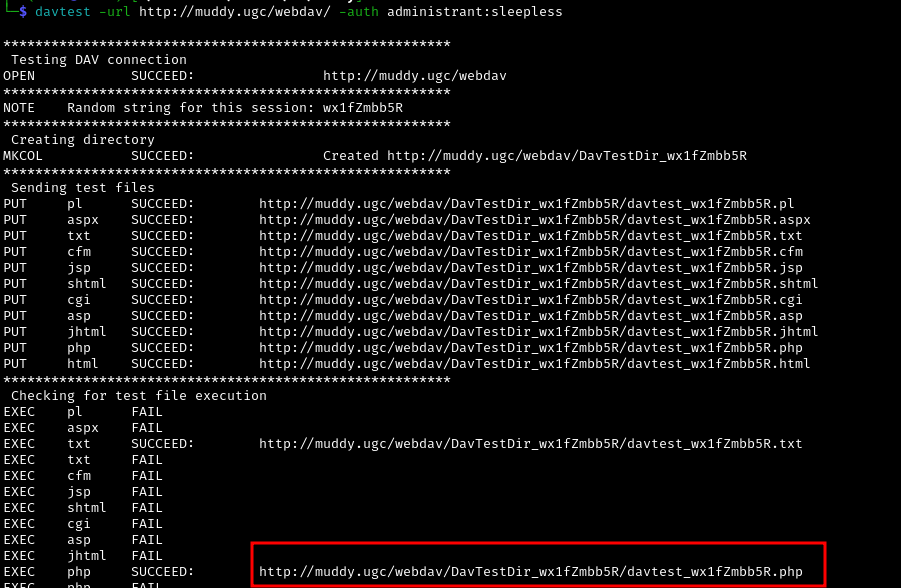 └─$ davtest -url http://muddy.ugc/webdav/ -auth administrant:sleepless
********************************************************
Testing DAV connection
OPEN SUCCEED: http://muddy.ugc/webdav
********************************************************
NOTE Random string for this session: wx1fZmbb5R
********************************************************
Creating directory
MKCOL SUCCEED: Created http://muddy.ugc/webdav/DavTestDir_wx1fZmbb5R
********************************************************
Sending test files
PUT pl SUCCEED: http://muddy.ugc/webdav/DavTestDir_wx1fZmbb5R/davtest_wx1fZmbb5R.pl
PUT aspx SUCCEED: http://muddy.ugc/webdav/DavTestDir_wx1fZmbb5R/davtest_wx1fZmbb5R.aspx
PUT txt SUCCEED: http://muddy.ugc/webdav/DavTestDir_wx1fZmbb5R/davtest_wx1fZmbb5R.txt
PUT cfm SUCCEED: http://muddy.ugc/webdav/DavTestDir_wx1fZmbb5R/davtest_wx1fZmbb5R.cfm
PUT jsp SUCCEED: http://muddy.ugc/webdav/DavTestDir_wx1fZmbb5R/davtest_wx1fZmbb5R.jsp
PUT shtml SUCCEED: http://muddy.ugc/webdav/DavTestDir_wx1fZmbb5R/davtest_wx1fZmbb5R.shtml
PUT cgi SUCCEED: http://muddy.ugc/webdav/DavTestDir_wx1fZmbb5R/davtest_wx1fZmbb5R.cgi
PUT asp SUCCEED: http://muddy.ugc/webdav/DavTestDir_wx1fZmbb5R/davtest_wx1fZmbb5R.asp
PUT jhtml SUCCEED: http://muddy.ugc/webdav/DavTestDir_wx1fZmbb5R/davtest_wx1fZmbb5R.jhtml
PUT php SUCCEED: http://muddy.ugc/webdav/DavTestDir_wx1fZmbb5R/davtest_wx1fZmbb5R.php
PUT html SUCCEED: http://muddy.ugc/webdav/DavTestDir_wx1fZmbb5R/davtest_wx1fZmbb5R.html
********************************************************
Checking for test file execution
EXEC pl FAIL
EXEC aspx FAIL
EXEC txt SUCCEED: http://muddy.ugc/webdav/DavTestDir_wx1fZmbb5R/davtest_wx1fZmbb5R.txt
EXEC txt FAIL
EXEC cfm FAIL
EXEC jsp FAIL
EXEC shtml FAIL
EXEC cgi FAIL
EXEC asp FAIL
EXEC jhtml FAIL
EXEC php SUCCEED: http://muddy.ugc/webdav/DavTestDir_wx1fZmbb5R/davtest_wx1fZmbb5R.php
EXEC php FAIL